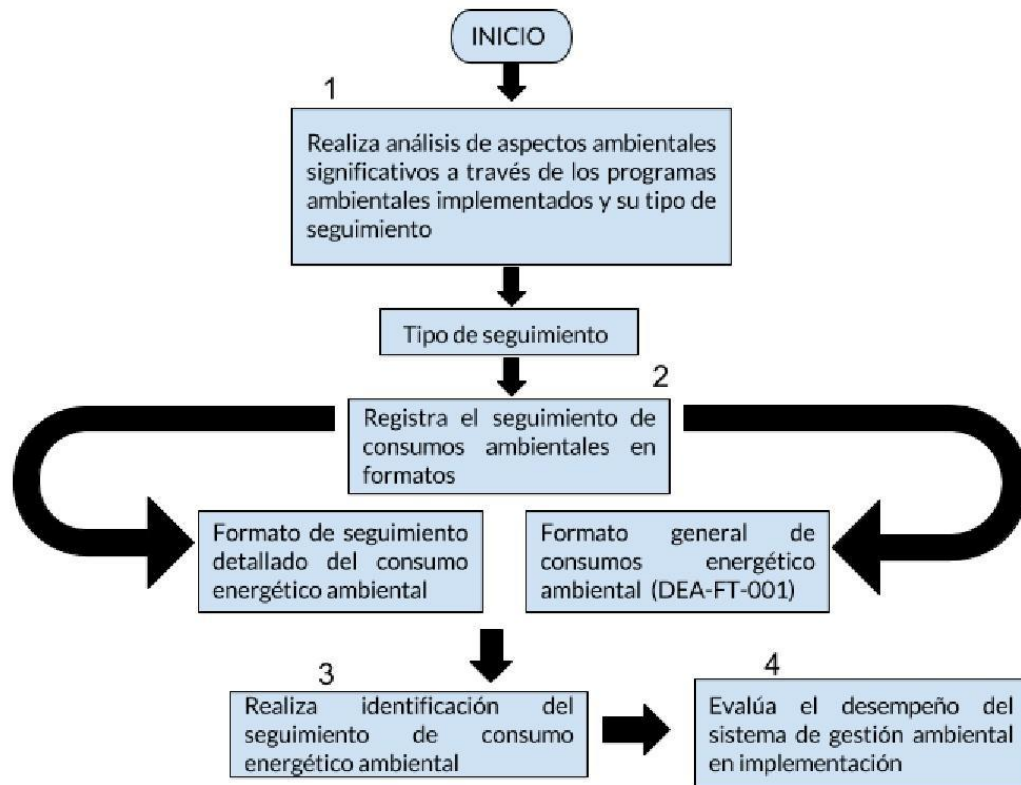 INICIO
1
Realiza análisis de aspectos ambientales
significativos a través de los programas
ambientales implementados y su tipo de
seguimiento
Tipo de seguimiento
2
Registra el seguimiento de
consumos ambientales en
formatos
Formato de seguimiento
detallado del consumo
energético ambiental
Formato general de
consumos energético
ambiental (DEA-FT-001)
3
Realiza identificación del
seguimiento de consumo
energético ambiental
4
Evalúa el desempeño del
sistema de gestión ambiental
en implementación